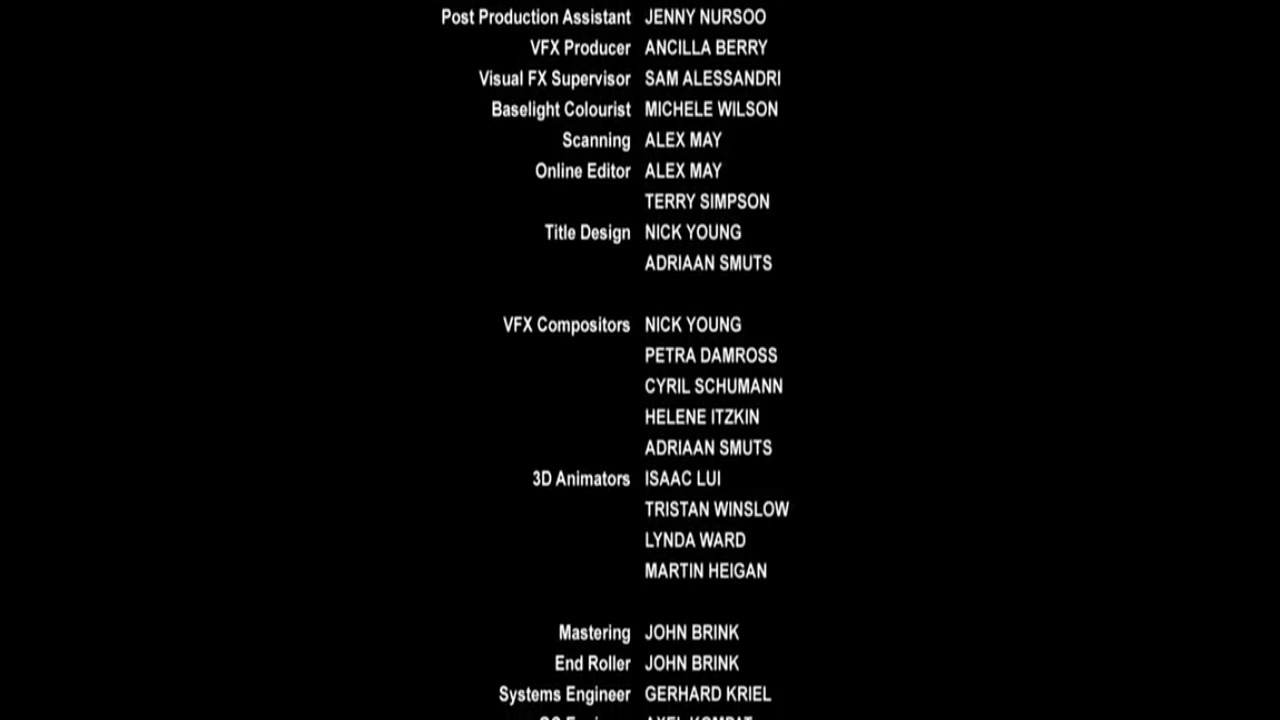 Post Production Assistant JENNY NURSOO
VFX Producer ANCILLA BERRY
Visual FX Supervisor SAM ALESSANDRI
Baselight Colourist MICHELE WILSON
Scanning ALEX MAY
Online Editor ALEX MAY
TERRY SIMPSON
Title Design NICK YOUNG
ADRIAAN SMUTS
VFX Compositors NICK YOUNG
PETRA DAMROSS
CYRIL SCHUMANN
HELENE ITZKIN
ADRIAAN SMUTS
3D Animators ISAAC LUI
TRISTAN WINSLOW
LYNDA WARD
MARTIN HEIGAN
Mastering JOHN BRINK
End Roller JOHN BRINK
Systems Engineer GERHARD KRIEL